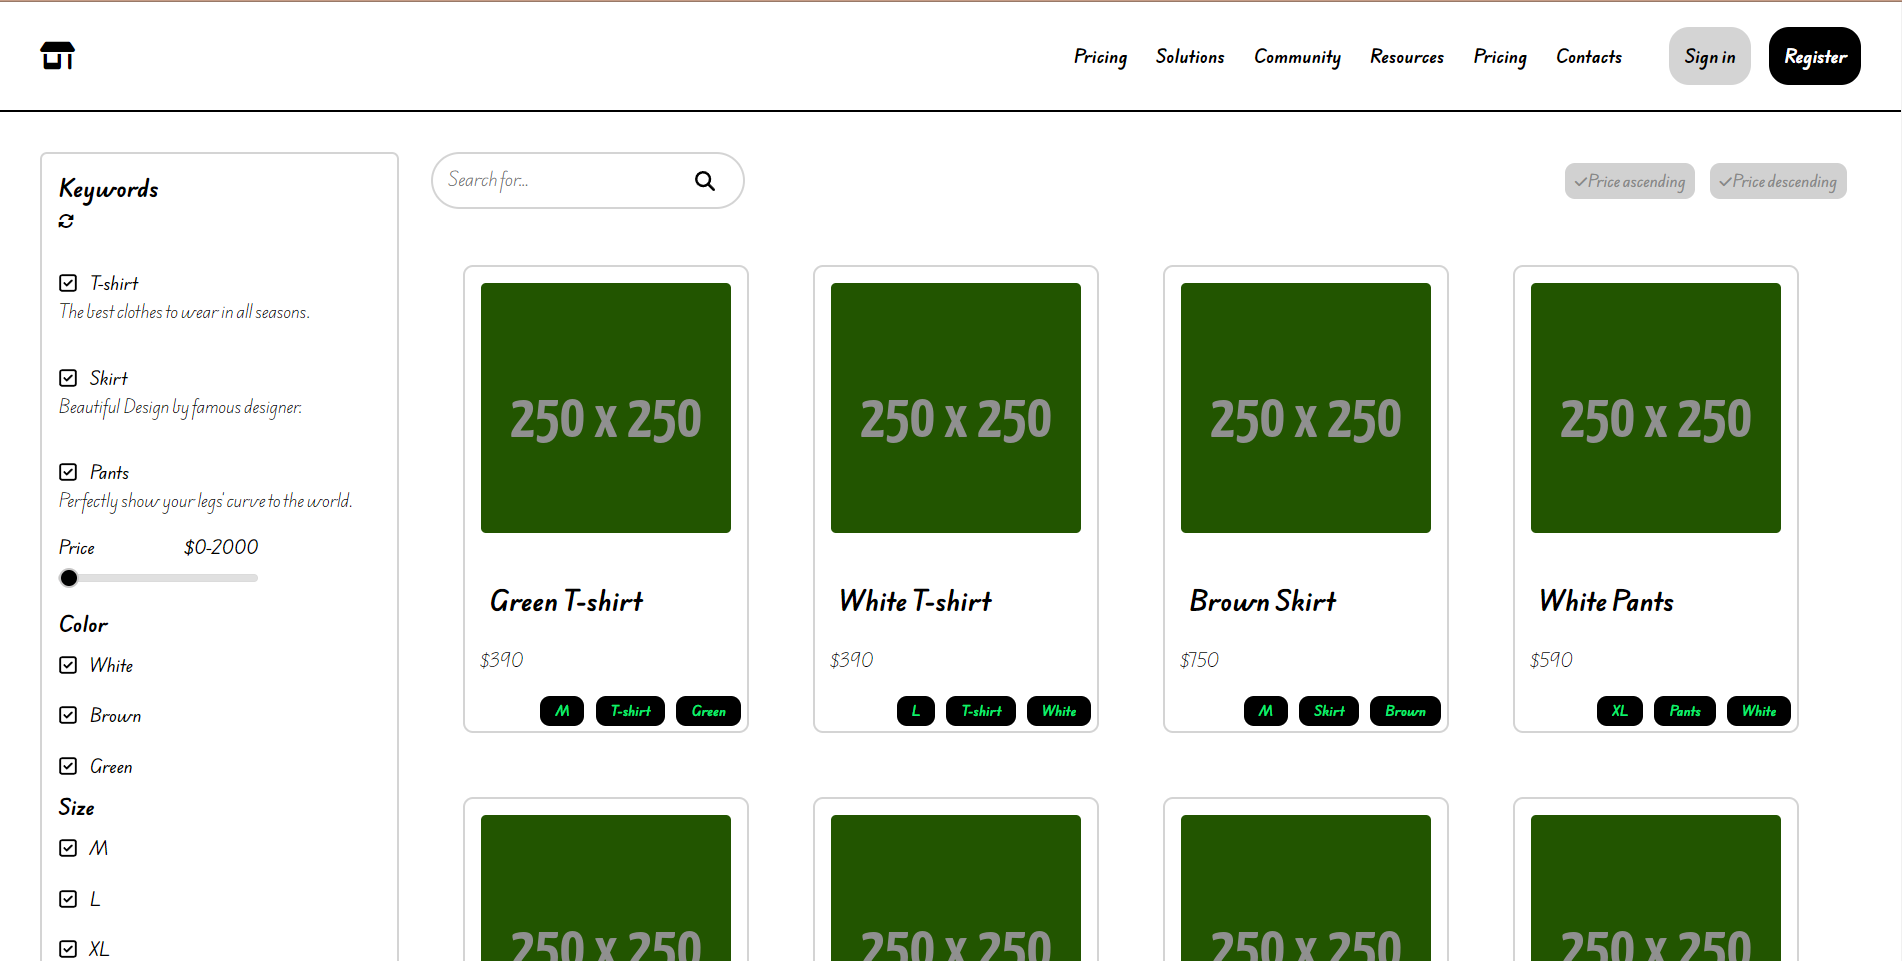 Pricing Solutions Community Resources Pricing Contacts Sign in Register
Keywords
T-shirt
The best clothes to wear in all seasons.
Skirt
Beautiful Design by famous designer.
Pants
Perfectly show your legs' curve to the world.
Price $0-2000
Color
White
Brown
Green
Size
M
L
XL
Search for...
Price ascending Price descending
250 x 250
Green T-shirt
$390
M T-shirt Green
250 x 250
White T-shirt
$390
L T-shirt White
250 x 250
Brown Skirt
$750
M Skirt Brown
250 x 250
White Pants
$590
XL Pants White
250 x 250
250 x 250
250 x 250
250 x 250